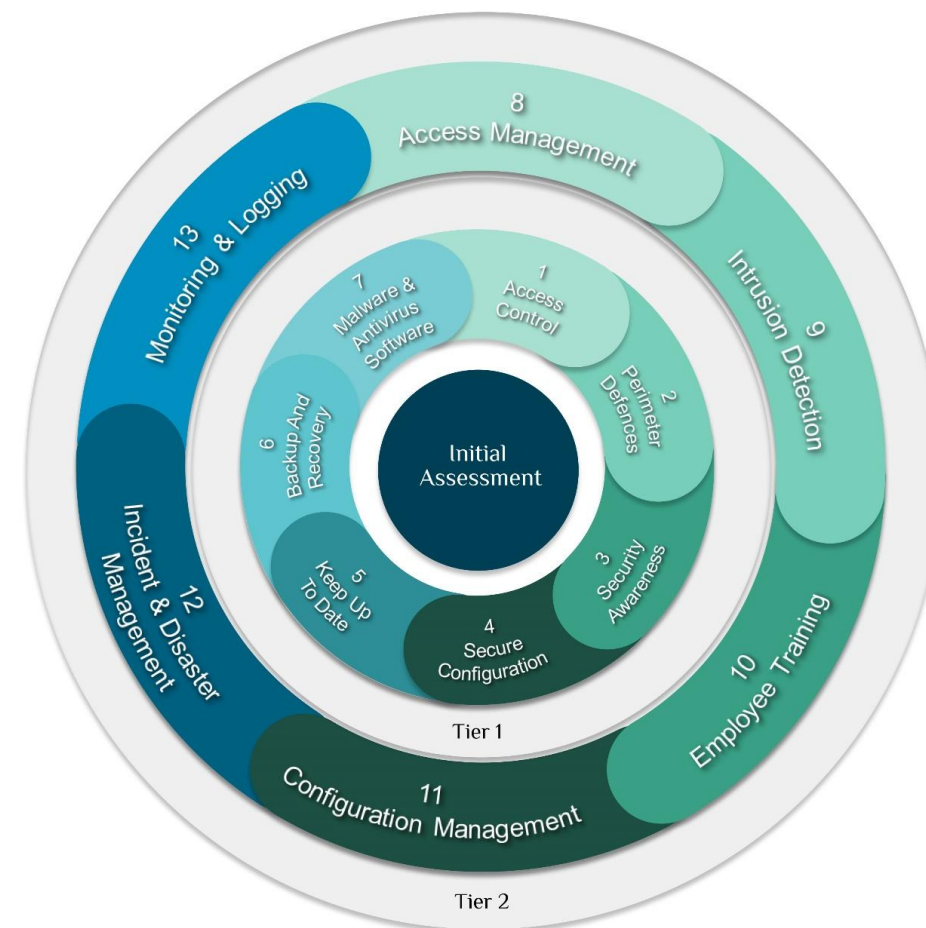 Initial
Assessment
1
Access
Control
2
Perimeter
Defences
3
Security
Awareness
4
Secure
Configuration
5
Keep Up
To Date
6
Backup And
Recovery
7
Malware &
Antivirus
Software
Tier 1
8
Access Management
9
Intrusion Detection
10
Employee Training
11
Configuration Management
12
Incident & Disaster
Management
13
Monitoring & Logging
Tier 2